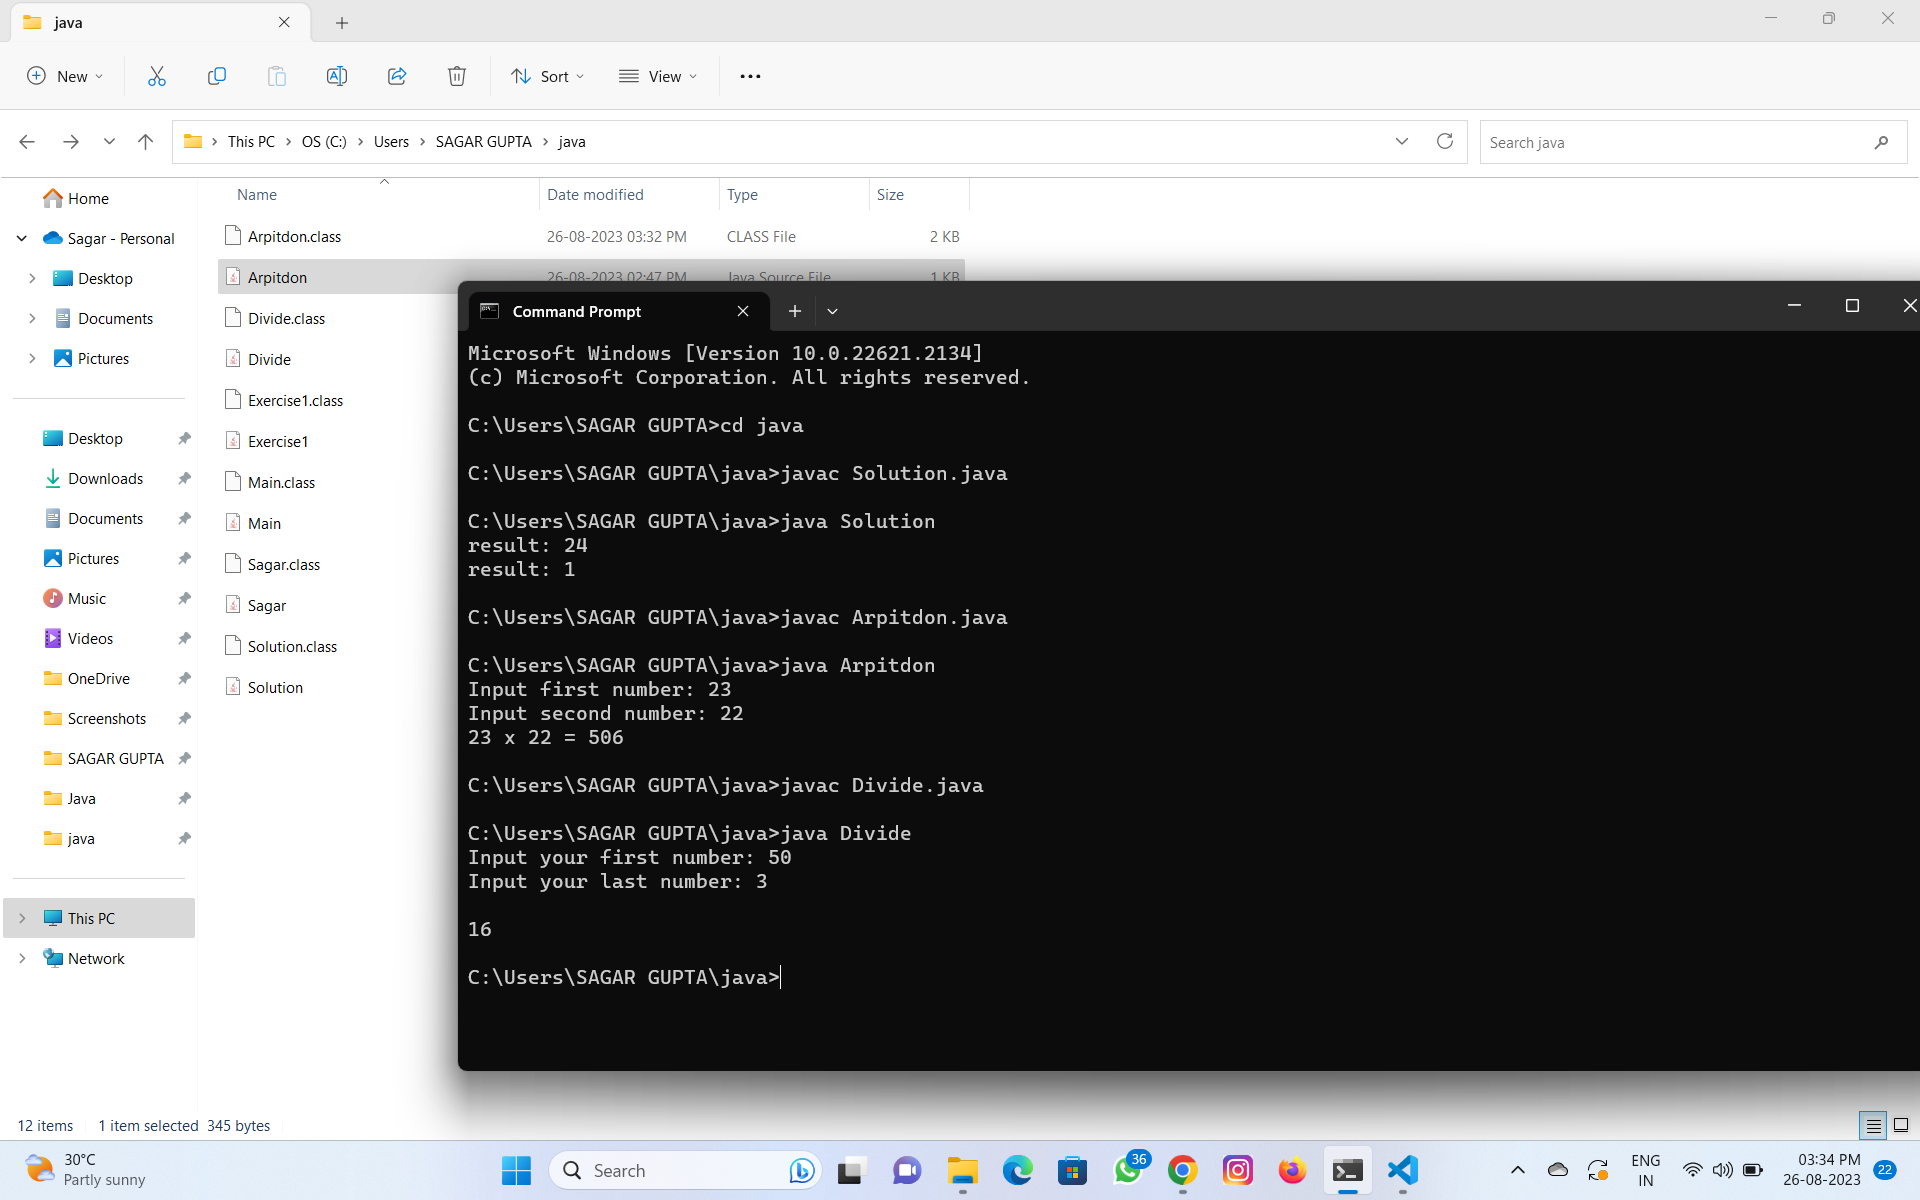 java
New
Sort
View
This PC > OS (C:) > Users > SAGAR GUPTA > java
Search java
Home
Sagar - Personal
Desktop
Documents
Pictures
Desktop
Downloads
Documents
Pictures
Music
Videos
OneDrive
Screenshots
SAGAR GUPTA
Java
java
This PC
Network
Name Date modified Type Size
Arpitdon.class 26-08-2023 03:32 PM CLASS File 2 KB
Arpitdon 26-08-2023 02:47 PM Java Source File 1 KB
Divide.class
Divide
Exercise1.class
Exercise1
Main.class
Main
Sagar.class
Sagar
Solution.class
Solution
Command Prompt
Microsoft Windows [Version 10.0.22621.2134]
(c) Microsoft Corporation. All rights reserved.
C:\Users\SAGAR GUPTA>cd java
C:\Users\SAGAR GUPTA\java>javac Solution.java
C:\Users\SAGAR GUPTA\java>java Solution
result: 24
result: 1
C:\Users\SAGAR GUPTA\java>javac Arpitdon.java
C:\Users\SAGAR GUPTA\java>java Arpitdon
Input first number: 23
Input second number: 22
23 x 22 = 506
C:\Users\SAGAR GUPTA\java>javac Divide.java
C:\Users\SAGAR GUPTA\java>java Divide
Input your first number: 50
Input your last number: 3
16
C:\Users\SAGAR GUPTA\java>
12 items 1 item selected 345 bytes
30°C
Partly sunny
Search
36
ENG
IN
03:34 PM
26-08-2023
22